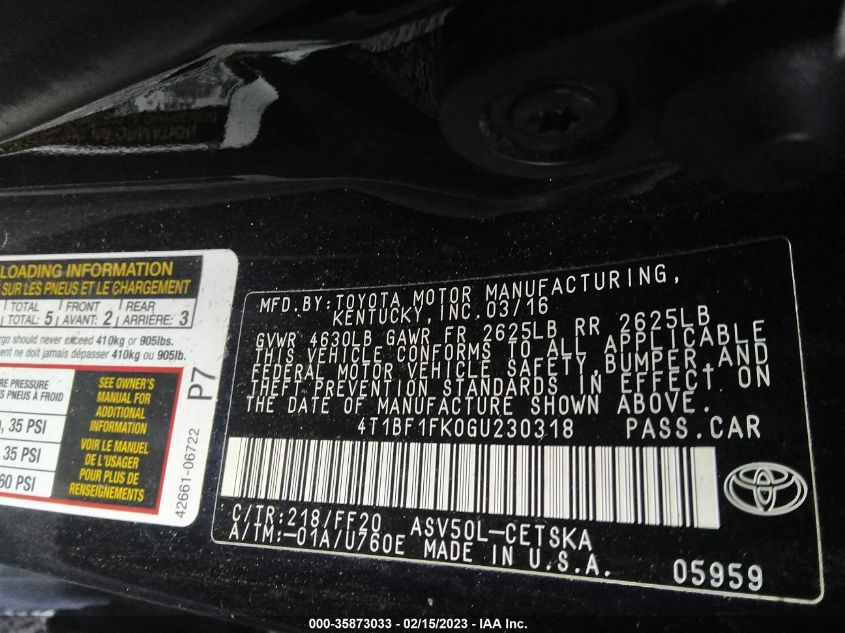 LOADING INFORMATION
SUR LES PNEUS ET LE CHARGEMENT
TOTAL FRONT REAR
TOTAL: 5 AVANT: 2 ARRIÈRE: 3
should never exceed 410kg or 905lbs.
ne doit jamais dépasser 410kg ou 905lb.
PRESSURE
PNEUS À FROID
35 PSI
35 PSI
60 PSI
SEE OWNER'S
MANUAL FOR
ADDITIONAL
INFORMATION
VOIR LE MANUEL
DE L'USAGER
POUR PLUS DE
RENSEIGNEMENTS
P7
42661-06722
MFD.BY:TOYOTA MOTOR MANUFACTURING,
KENTUCKY,INC.03/16
GVWR 4630LB GAWR FR 2625LB RR 2625LB
THIS VEHICLE CONFORMS TO ALL APPLICABLE
FEDERAL MOTOR VEHICLE SAFETY,BUMPER,AND
THEFT PREVENTION STANDARDS IN EFFECT ON
THE DATE OF MANUFACTURE SHOWN ABOVE.
4T1BF1FK0GU230318 PASS.CAR
C/TR:218/FF20 ASV50L-CETSKA
A/TM:-01A/U760E MADE IN U.S.A.
05959
000-35873033 - 02/15/2023 - IAA Inc.